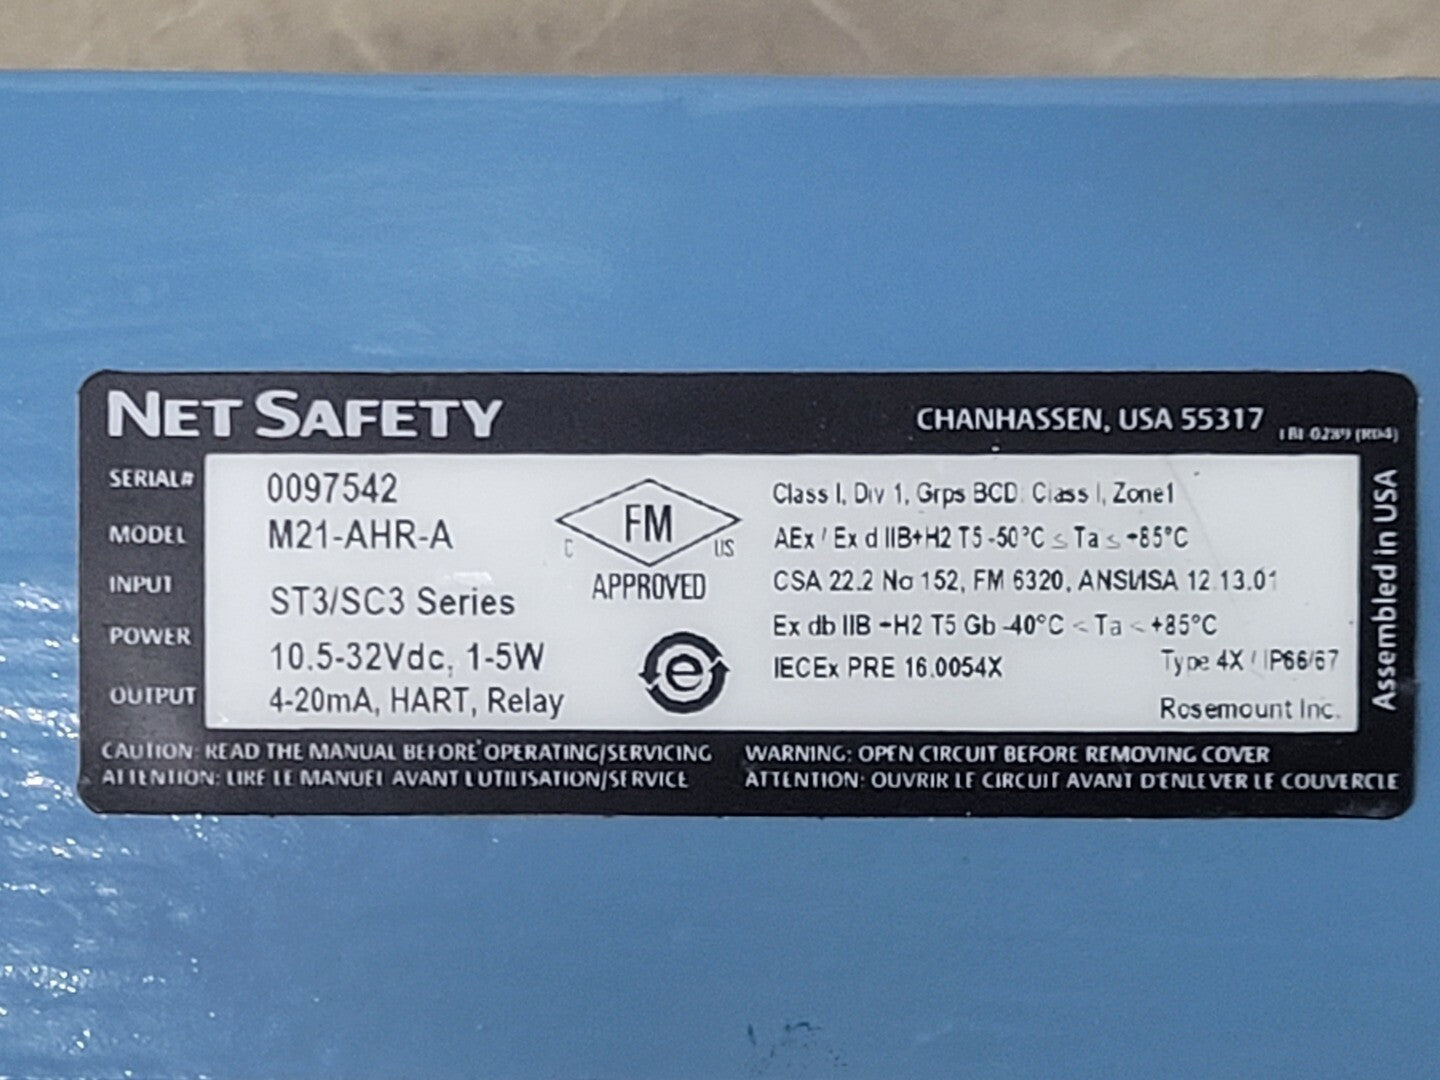 NET SAFETY
CHANHASSEN, USA 55317
LBL-0289 (R04)
SERIAL# 0097542
MODEL M21-AHR-A
INPUT ST3/SC3 Series
POWER 10.5-32Vdc, 1-5W
OUTPUT 4-20mA, HART, Relay
C FM US
APPROVED
e
Class I, Div 1, Grps BCD. Class I, Zone1
AEx / Ex d IIB+H2 T5 -50°C ≤ Ta ≤ +85°C
CSA 22.2 No 152, FM 6320, ANSI/ISA 12.13.01
Ex db IIB +H2 T5 Gb -40°C < Ta < +85°C
IECEx PRE 16.0054X
Type 4X / IP66/67
Rosemount Inc.
Assembled in USA
CAUTION: READ THE MANUAL BEFORE OPERATING/SERVICING
ATTENTION: LIRE LE MANUEL AVANT L'UTILISATION/SERVICE
WARNING: OPEN CIRCUIT BEFORE REMOVING COVER
ATTENTION: OUVRIR LE CIRCUIT AVANT D'ENLEVER LE COUVERCLE